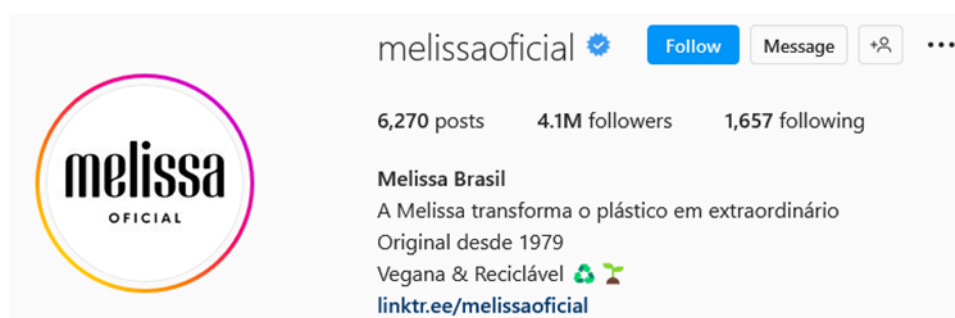 melissaoficial Follow Message
6,270 posts 4.1M followers 1,657 following
melissa
OFICIAL
Melissa Brasil
A Melissa transforma o plástico em extraordinário
Original desde 1979
Vegana & Reciclável ♻️ 🌱
linktr.ee/melissaoficial